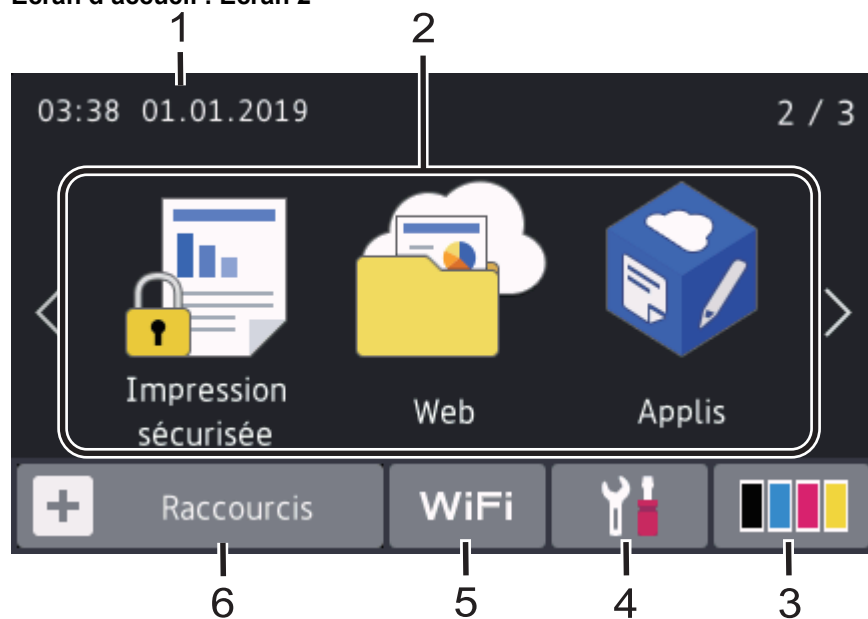 Écran d'accueil : Écran 2
1 2
03:38 01.01.2019 2 / 3
Impression
sécurisée
Web
Applis
Raccourcis
WiFi
6 5 4 3